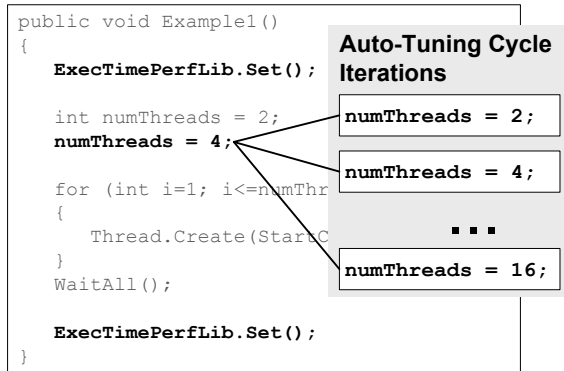 public void Example1()
{
ExecTimePerfLib.Set();
int numThreads = 2;
numThreads = 4;
for (int i=1; i<=numThr
{
Thread.Create(StartC
}
WaitAll();
ExecTimePerfLib.Set();
}
Auto-Tuning Cycle
Iterations
numThreads = 2;
numThreads = 4;
...
numThreads = 16;